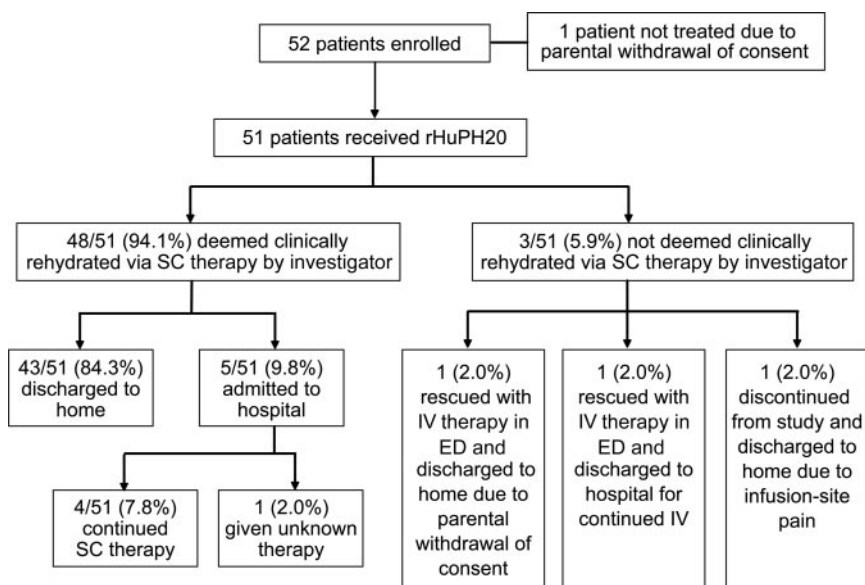 52 patients enrolled
1 patient not treated due to
parental withdrawal of consent
51 patients received rHuPH20
48/51 (94.1%) deemed clinically
rehydrated via SC therapy by investigator
3/51 (5.9%) not deemed clinically
rehydrated via SC therapy by investigator
43/51 (84.3%)
discharged to
home
5/51 (9.8%)
admitted to
hospital
4/51 (7.8%)
continued
SC therapy
1 (2.0%)
given unknown
therapy
1 (2.0%)
rescued with
IV therapy in
ED and
discharged to
home due to
parental
withdrawal of
consent
1 (2.0%)
rescued with
IV therapy in
ED and
discharged to
hospital for
continued IV
1 (2.0%)
discontinued
from study and
discharged to
home due to
infusion-site
pain